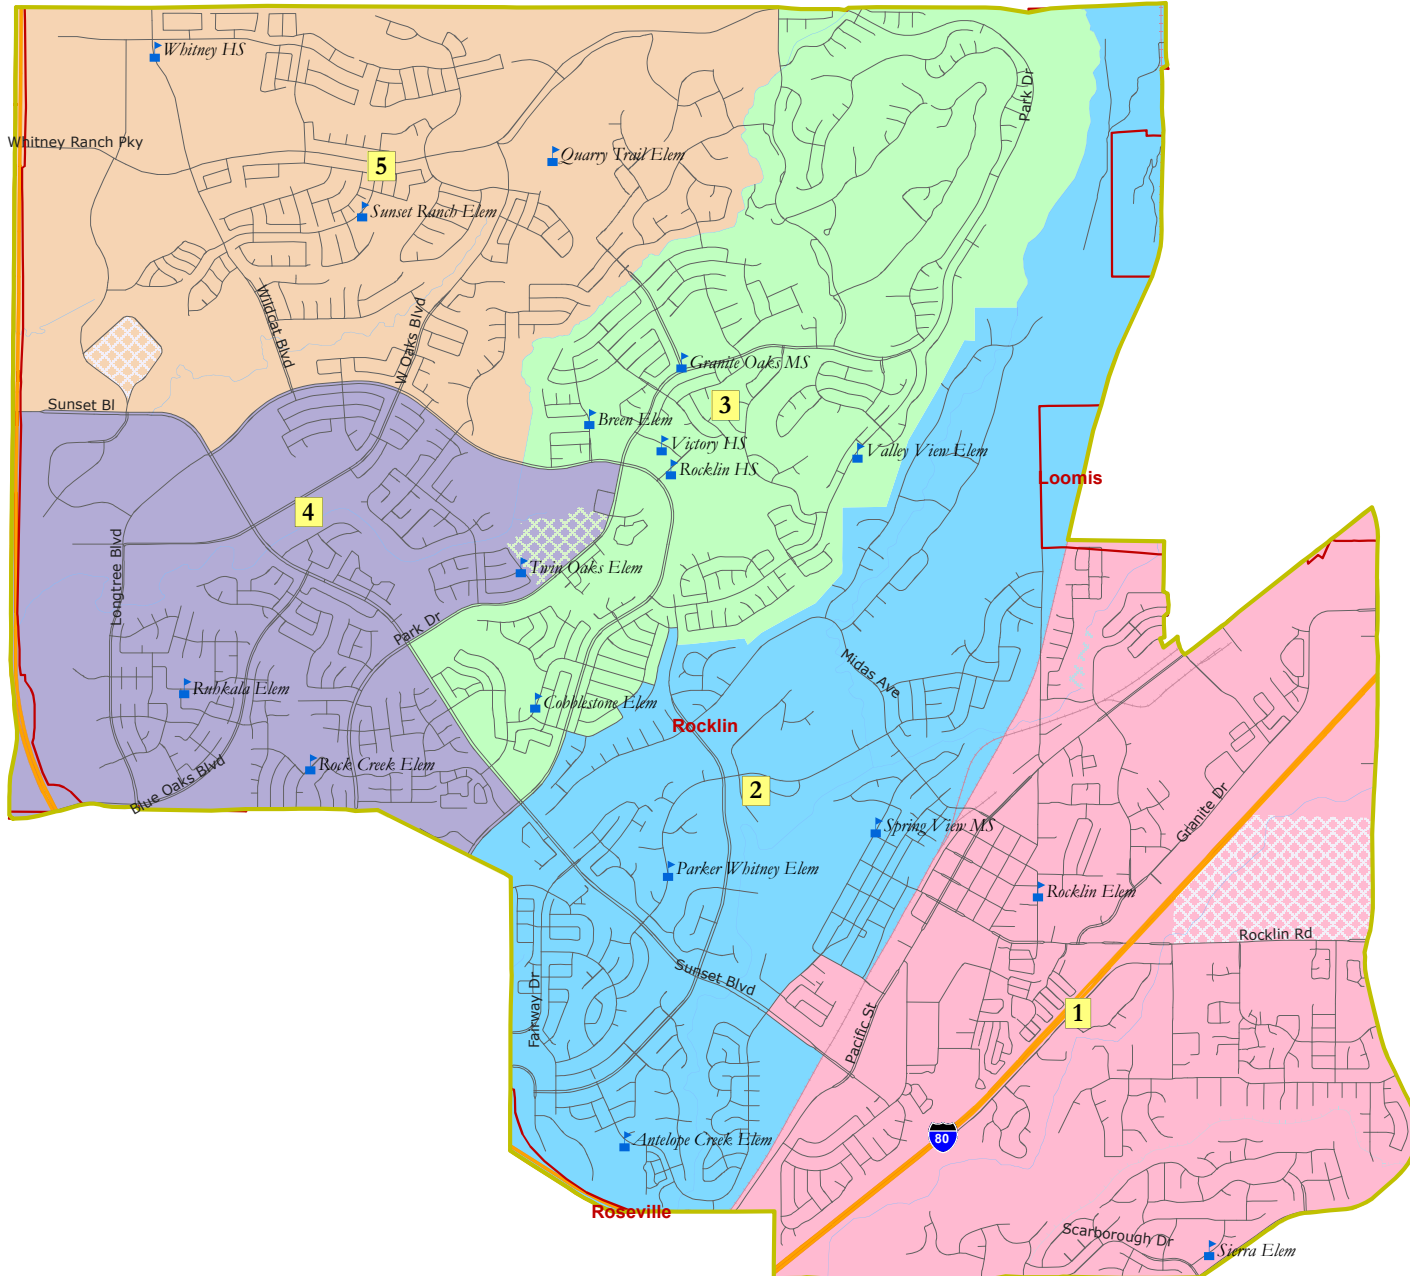 Whitney HS
Whitney Ranch Pky
5
Quarry Trail Elem
Sunset Ranch Elem
Park Dr
Wildcat Blvd
W Oaks Blvd
Sunset Bl
Granite Oaks MS
3
Breen Elem
Victory HS
Rocklin HS
Valley View Elem
Loomis
4
Longtree Blvd
Twin Oaks Elem
Park Dr
Midas Ave
Ruhkala Elem
Cobblestone Elem
Rocklin
Rock Creek Elem
Blue Oaks Blvd
2
Granite Dr
Spring View MS
Parker Whitney Elem
Rocklin Elem
Rocklin Rd
Sunset Blvd
Fairway Dr
Pacific St
1
80
Antelope Creek Elem
Roseville
Scarborough Dr
Sierra Elem